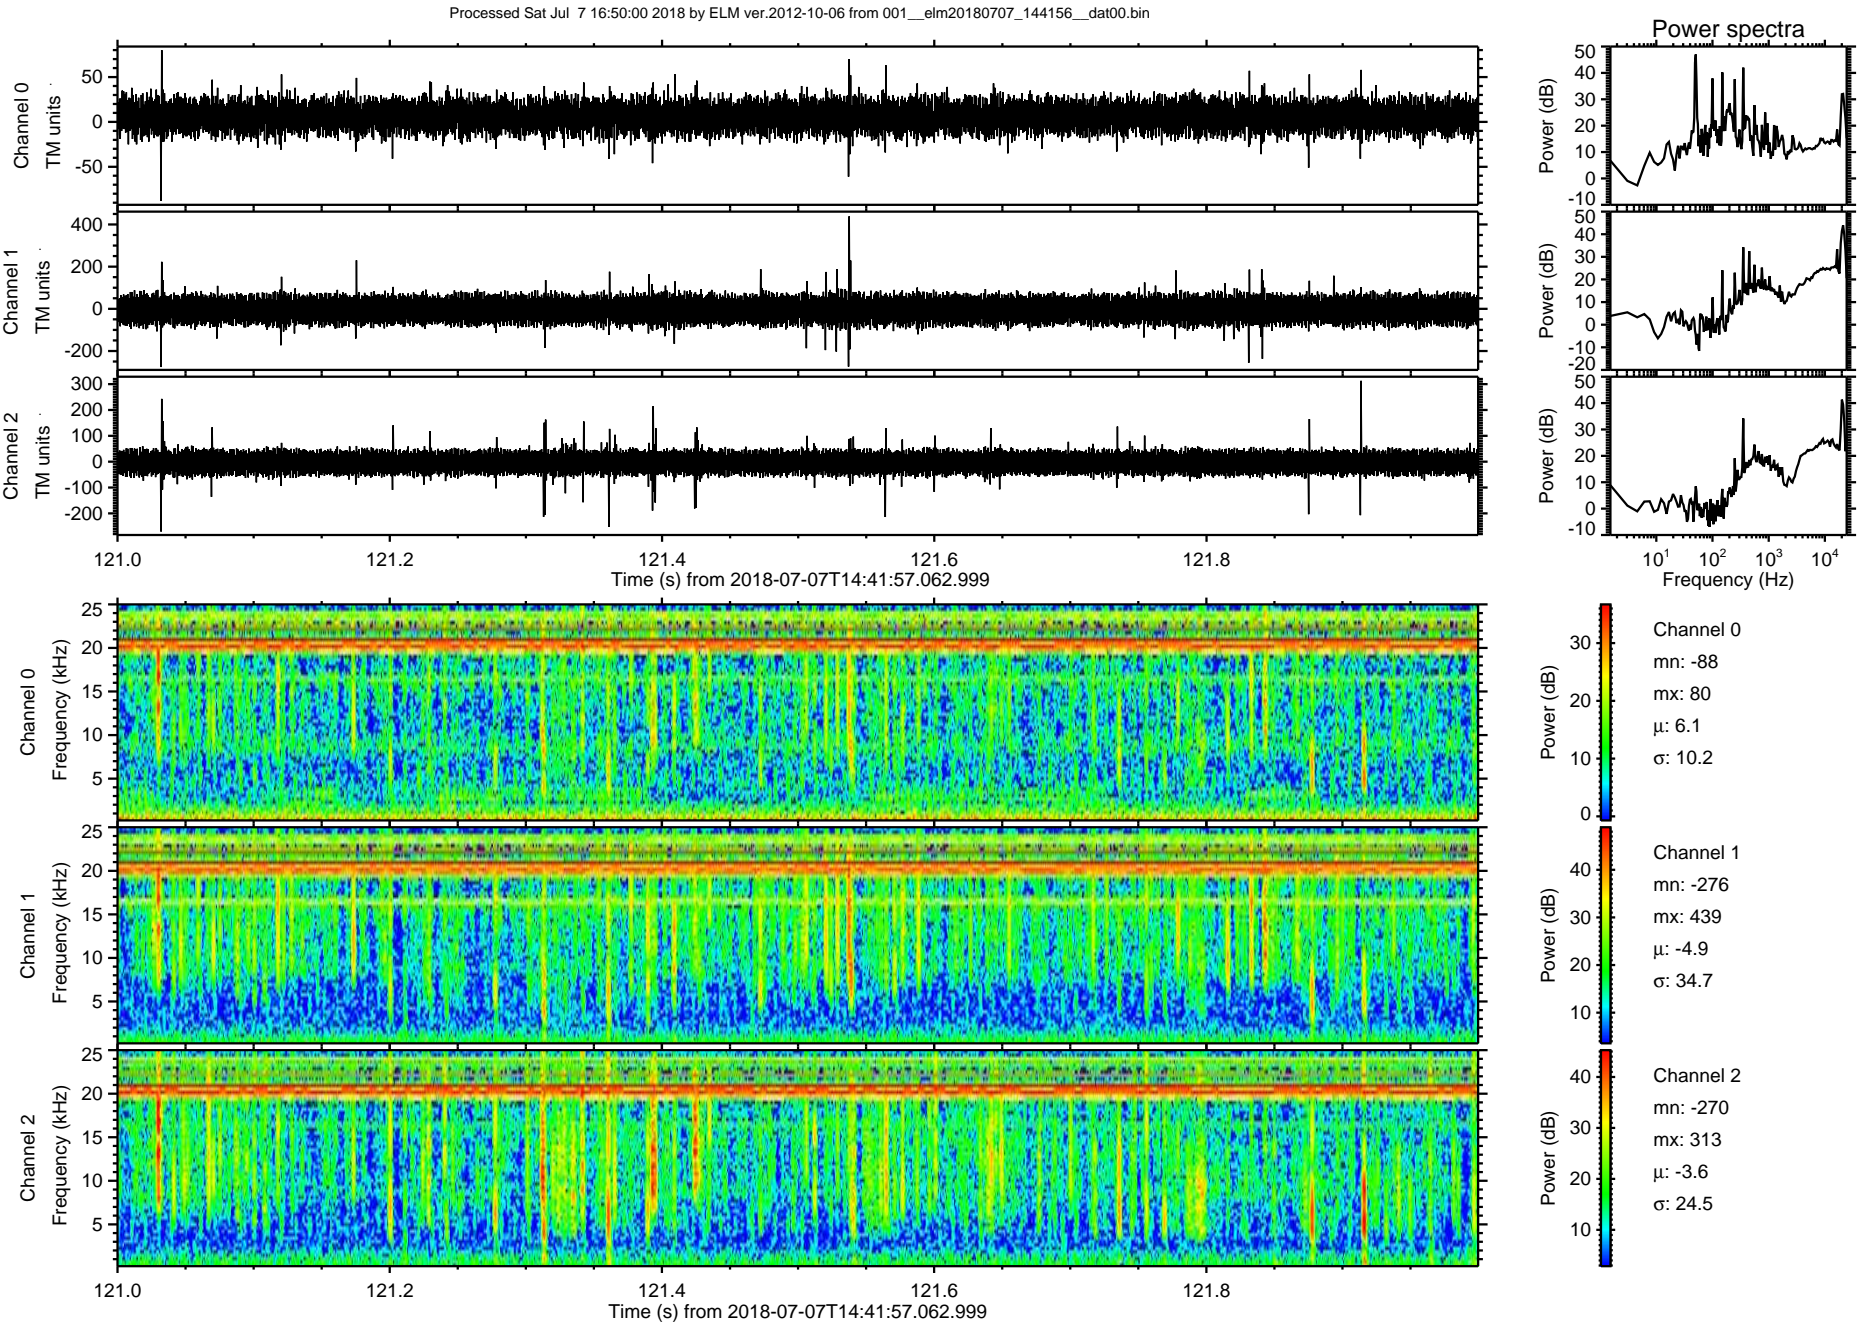 Processed Sat Jul  7 16:50:00 2018 by ELM ver.2012-10-06 from 001__elm20180707_144156__dat00.bin
Power spectra
Channel 0
TM units
50
0
-50
Power (dB)
50
40
30
20
10
0
-10
Channel 1
TM units
400
200
0
-200
Power (dB)
50
40
30
20
10
0
-10
-20
Channel 2
TM units
300
200
100
0
-100
-200
Power (dB)
50
40
30
20
10
0
-10
121.0 121.2 121.4 121.6 121.8
Time (s) from 2018-07-07T14:41:57.062.999
10¹ 10² 10³ 10⁴
Frequency (Hz)
Channel 0
Frequency (kHz)
25
20
15
10
5
Power (dB)
30
20
10
0
Channel 0
mn: -88
mx: 80
μ: 6.1
σ: 10.2
Channel 1
Frequency (kHz)
25
20
15
10
5
Power (dB)
40
30
20
10
Channel 1
mn: -276
mx: 439
μ: -4.9
σ: 34.7
Channel 2
Frequency (kHz)
25
20
15
10
5
Power (dB)
40
30
20
10
Channel 2
mn: -270
mx: 313
μ: -3.6
σ: 24.5
121.0 121.2 121.4 121.6 121.8
Time (s) from 2018-07-07T14:41:57.062.999